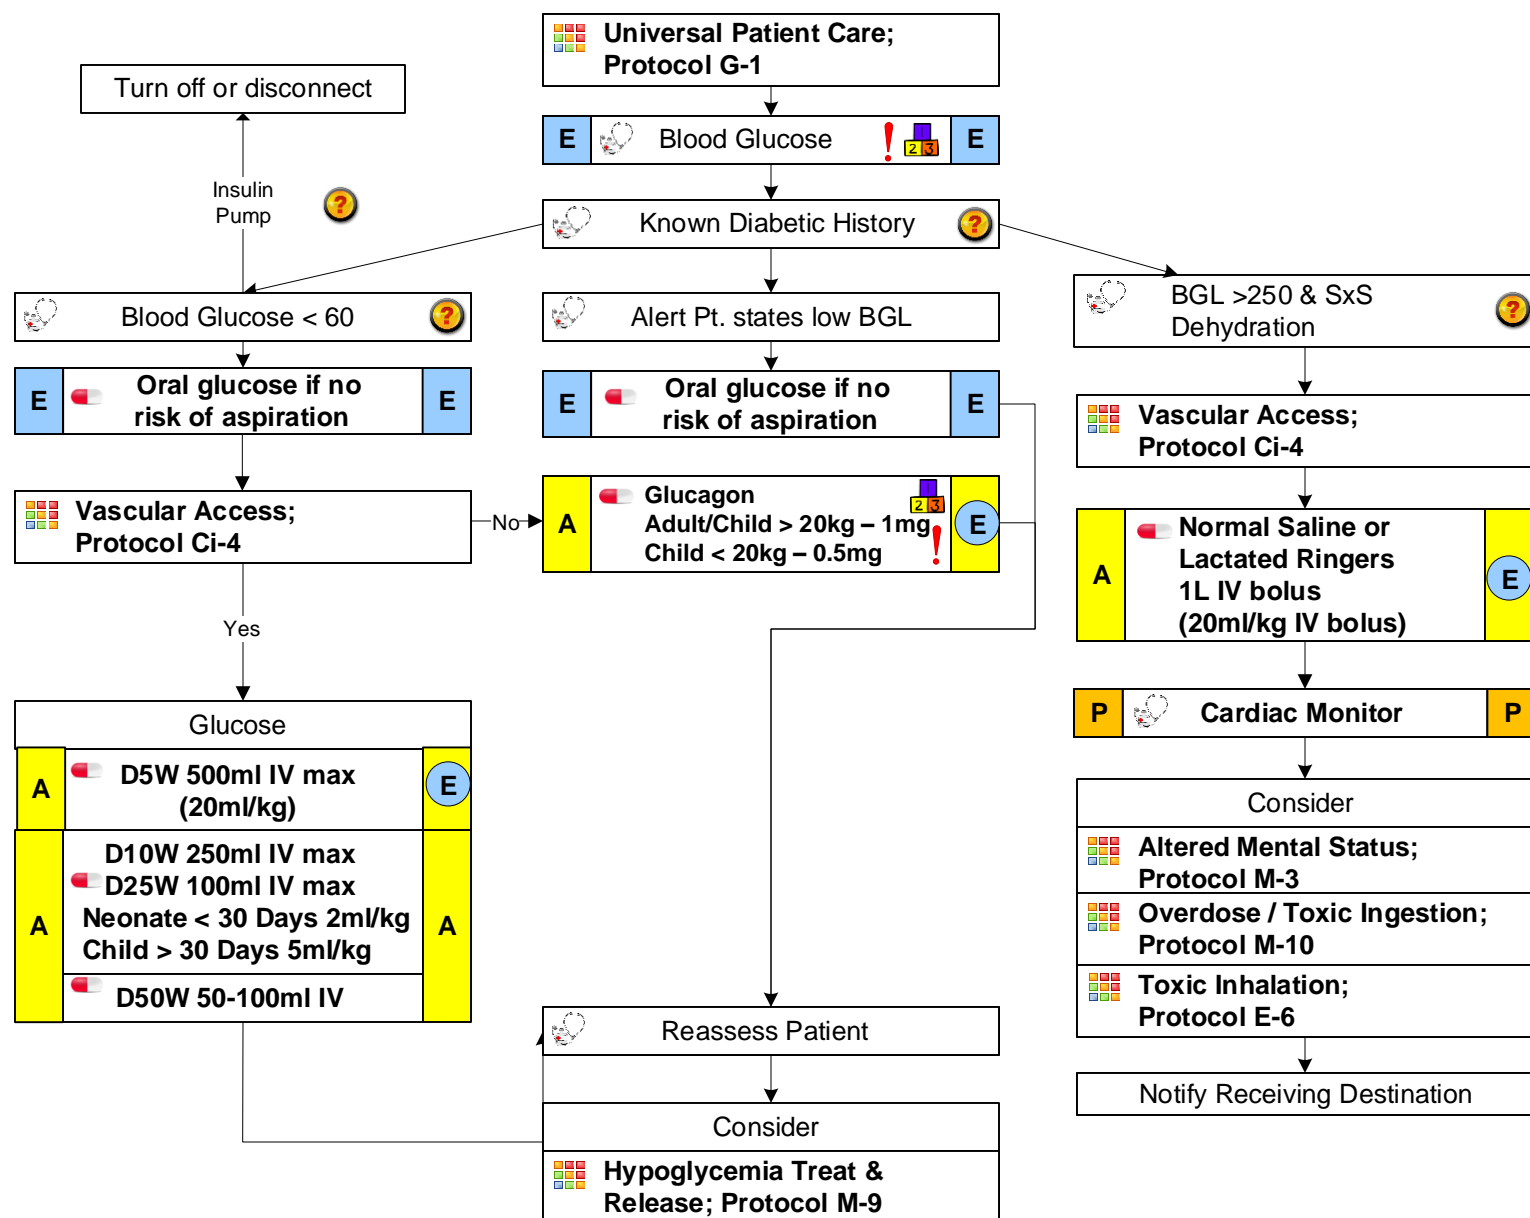 Universal Patient Care;
Protocol G-1
Turn off or disconnect
E
Blood Glucose
!
1
2 3
E
Insulin
Pump
?
Known Diabetic History
?
Blood Glucose < 60
?
Alert Pt. states low BGL
BGL >250 & SxS
Dehydration
?
E
Oral glucose if no
risk of aspiration
E
E
Oral glucose if no
risk of aspiration
E
Vascular Access;
Protocol Ci-4
Vascular Access;
Protocol Ci-4
No
A
Glucagon
Adult/Child > 20kg – 1mg
Child < 20kg – 0.5mg
1
2 3
!
E
A
Normal Saline or
Lactated Ringers
1L IV bolus
(20ml/kg IV bolus)
E
Yes
Glucose
A
D5W 500ml IV max
(20ml/kg)
E
A
D10W 250ml IV max
D25W 100ml IV max
Neonate < 30 Days 2ml/kg
Child > 30 Days 5ml/kg
A
D50W 50-100ml IV
P
Cardiac Monitor
P
Consider
Altered Mental Status;
Protocol M-3
Overdose / Toxic Ingestion;
Protocol M-10
Toxic Inhalation;
Protocol E-6
Notify Receiving Destination
Reassess Patient
Consider
Hypoglycemia Treat &
Release; Protocol M-9